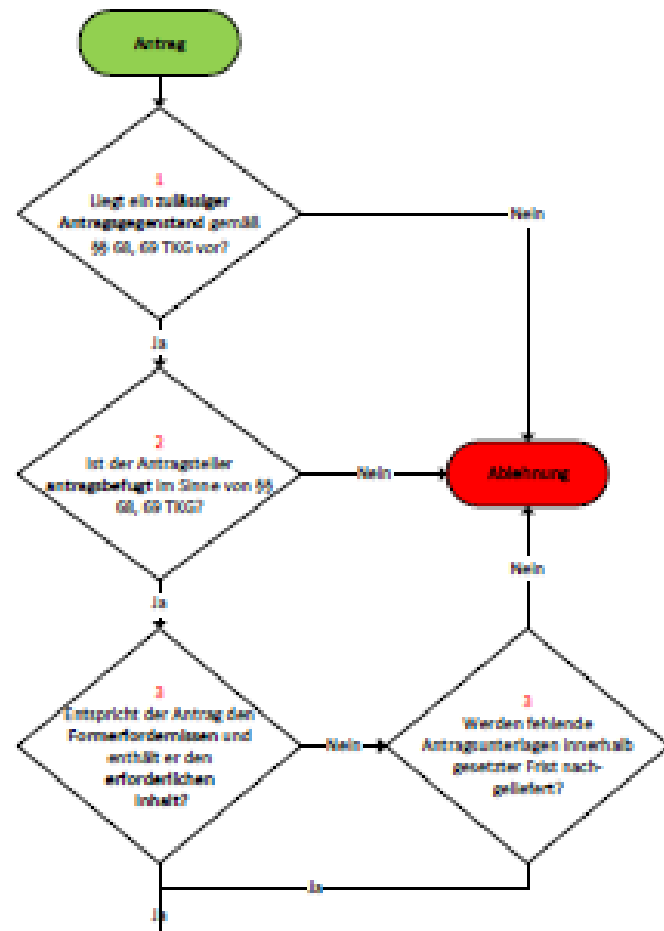 Antrag
1
Liegt ein zulässiger
Antragsgegenstand gemäß
§§ 68, 69 TKG vor?
Nein
Ja
2
Ist der Antragsteller
antragsbefugt im Sinne von §§
68, 69 TKG?
Nein
Ablehnung
Ja
Nein
3
Entspricht der Antrag den
Formerfordernissen und
enthält er den
erforderlichen
Inhalt?
Nein
3
Werden fehlende
Antragsunterlagen innerhalb
gesetzter Frist nach-
geliefert?
Ja
Ja